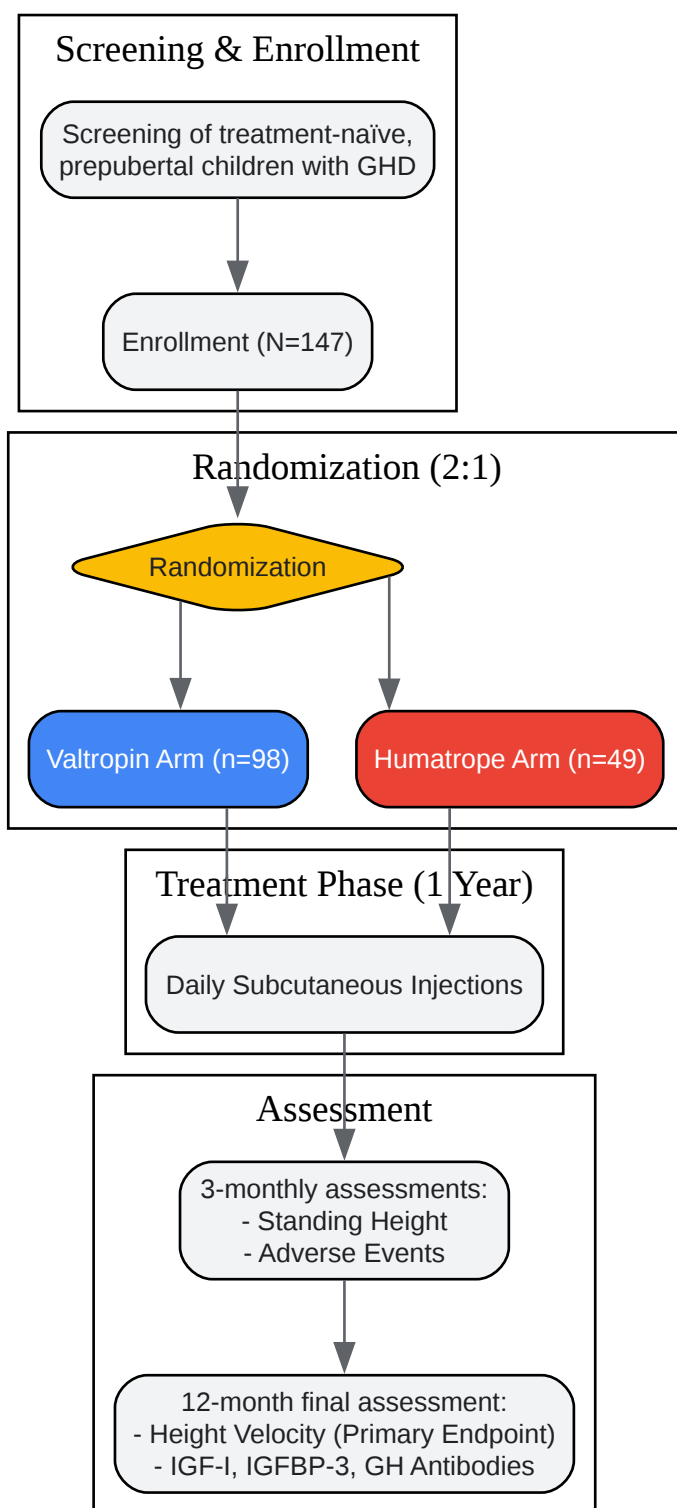 Screening & Enrollment
Screening of treatment-naïve,
prepubertal children with GHD
Enrollment (N=147)
Randomization (2:1)
Randomization
Valtropin Arm (n=98)
Humatrope Arm (n=49)
Treatment Phase (1 Year)
Daily Subcutaneous Injections
Assessment
3-monthly assessments:
- Standing Height
- Adverse Events
12-month final assessment:
- Height Velocity (Primary Endpoint)
- IGF-I, IGFBP-3, GH Antibodies